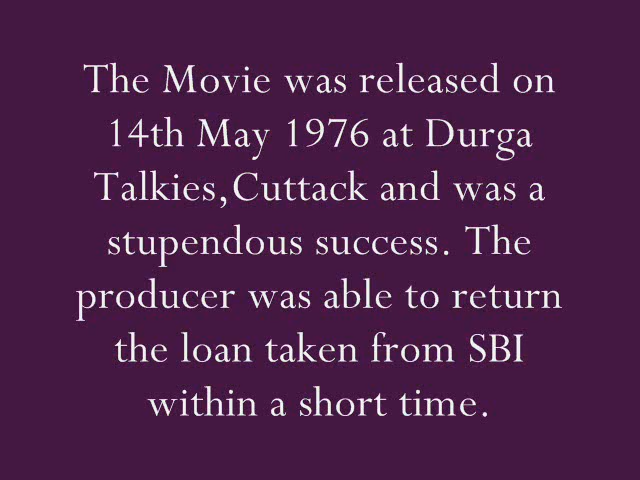 The Movie was released on
14th May 1976 at Durga
Talkies,Cuttack and was a
stupendous success. The
producer was able to return
the loan taken from SBI
within a short time.